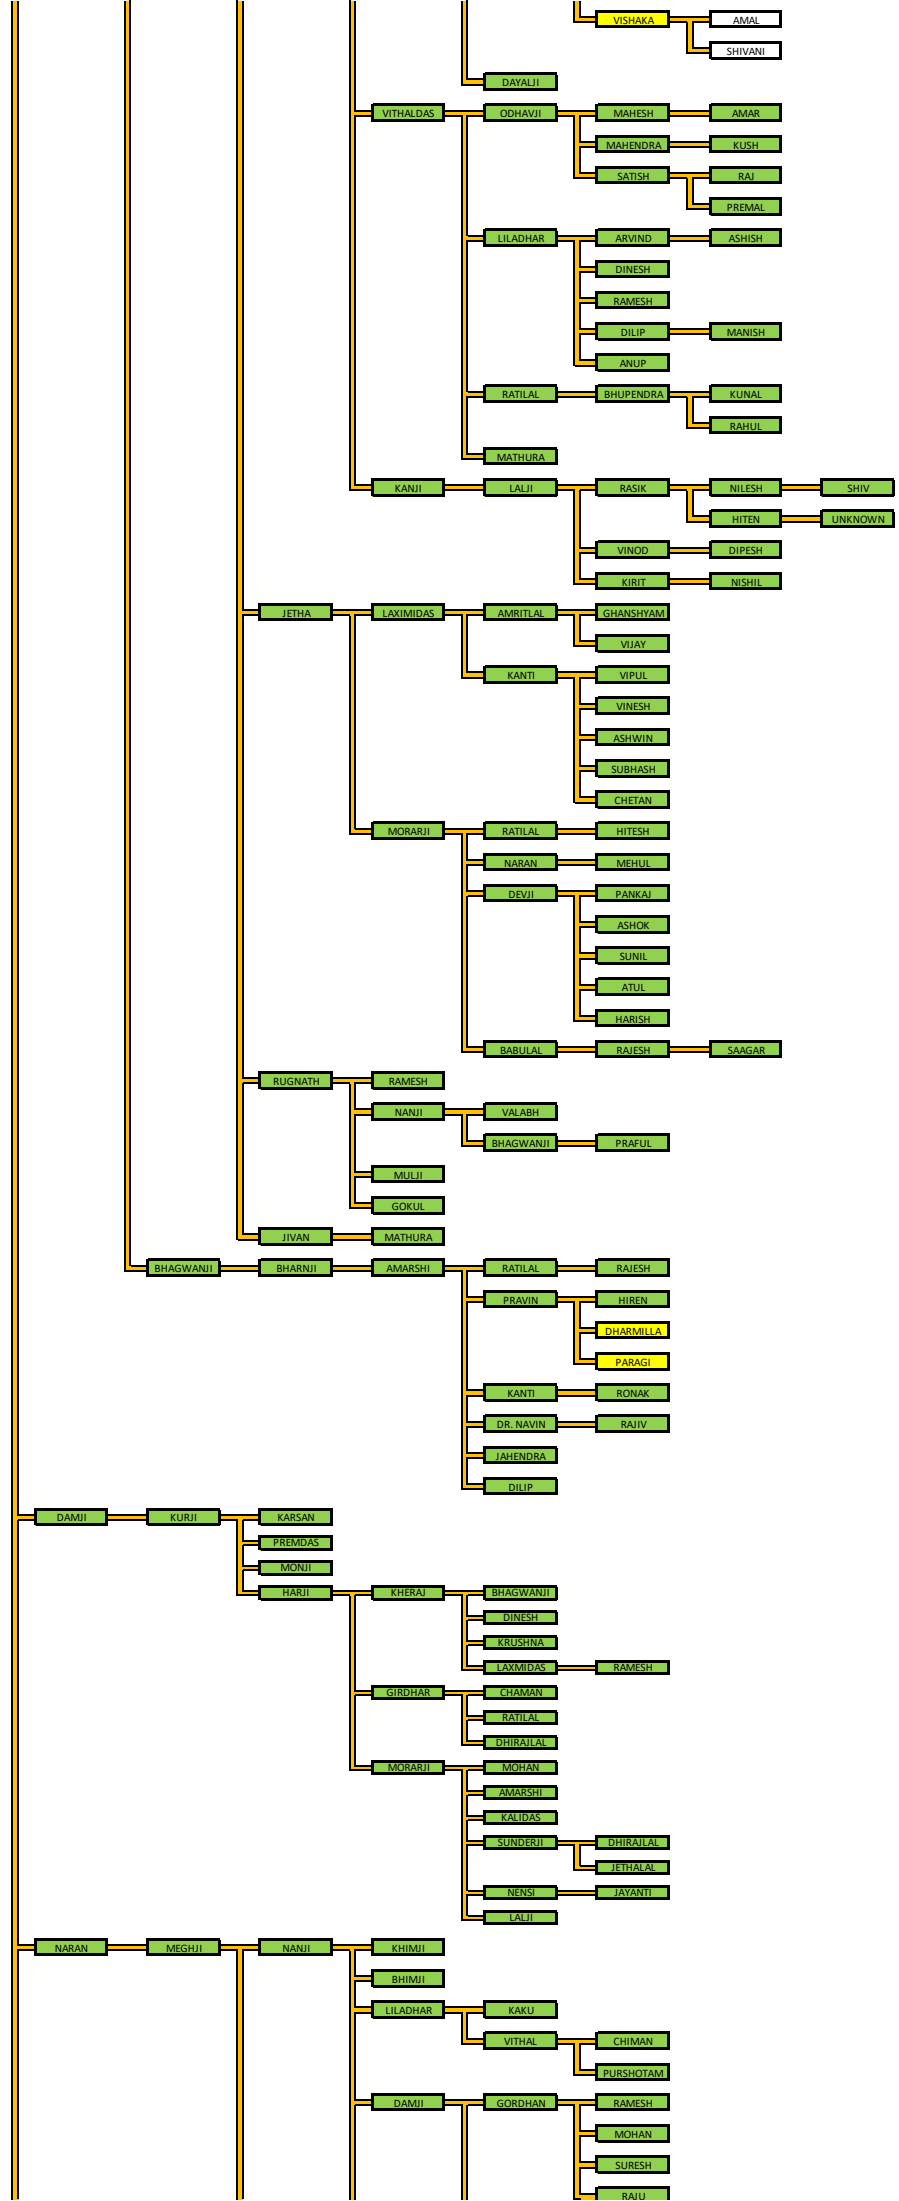 VISHAKA AMAL
SHIVANI
DAYALJI
VITHALDAS ODHAVJI MAHESH AMAR
MAHENDRA KUSH
SATISH RAJ
PREMAL
LILADHAR ARVIND ASHISH
DINESH
RAMESH
DILIP MANISH
ANUP
RATILAL BHUPENDRA KUNAL
RAHUL
MATHURA
KANJI LALJI RASIK NILESH SHIV
HITEN UNKNOWN
VINOD DIPESH
KIRIT NISHIL
JETHA LAXIMIDAS AMRITLAL GHANSHYAM
VIJAY
KANTI VIPUL
VINESH
ASHWIN
SUBHASH
CHETAN
MORARJI RATILAL HITESH
NARAN MEHUL
DEVJI PANKAJ
ASHOK
SUNIL
ATUL
HARISH
BABULAL RAJESH SAAGAR
RUGNATH RAMESH
NANJI VALABH
BHAGWANJI PRAFUL
MULJI
GOKUL
JIVAN MATHURA
BHAGWANJI BHARNJI AMARSHI RATILAL RAJESH
PRAVIN HIREN
DHARMILLA
PARAGI
KANTI RONAK
DR. NAVIN RAJIV
JAHENDRA
DILIP
DAMJI KURJI KARSAN
PREMDAS
MONJI
HARJI KHERAJ BHAGWANJI
DINESH
KRUSHNA
LAXMIDAS RAMESH
GIRDHAR CHAMAN
RATILAL
DHIRAJLAL
MORARJI MOHAN
AMARSHI
KALIDAS
SUNDERJI DHIRAJLAL
JETHALAL
NENSI JAYANTI
LALJI
NARAN MEGHJI NANJI KHIMJI
BHIMJI
LILADHAR KAKU
VITHAL CHIMAN
PURSHOTAM
DAMJI GORDHAN RAMESH
MOHAN
SURESH
RAJU